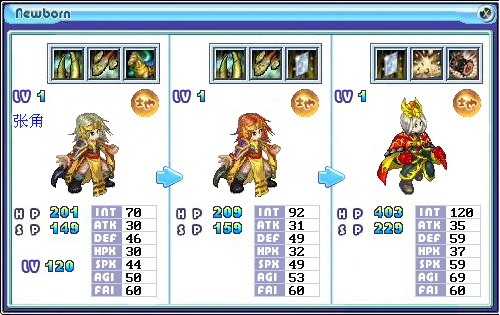 Newborn
LV 1
张角
HP 201
SP 149
LV 120
INT 70
ATK 30
DEF 46
HPX 30
SPX 44
AGI 50
FAI 60
LV 1
HP 209
SP 159
INT 92
ATK 31
DEF 49
HPX 32
SPX 49
AGI 53
FAI 60
LV 1
HP 403
SP 229
INT 120
ATK 35
DEF 59
HPX 37
SPX 59
AGI 69
FAI 60